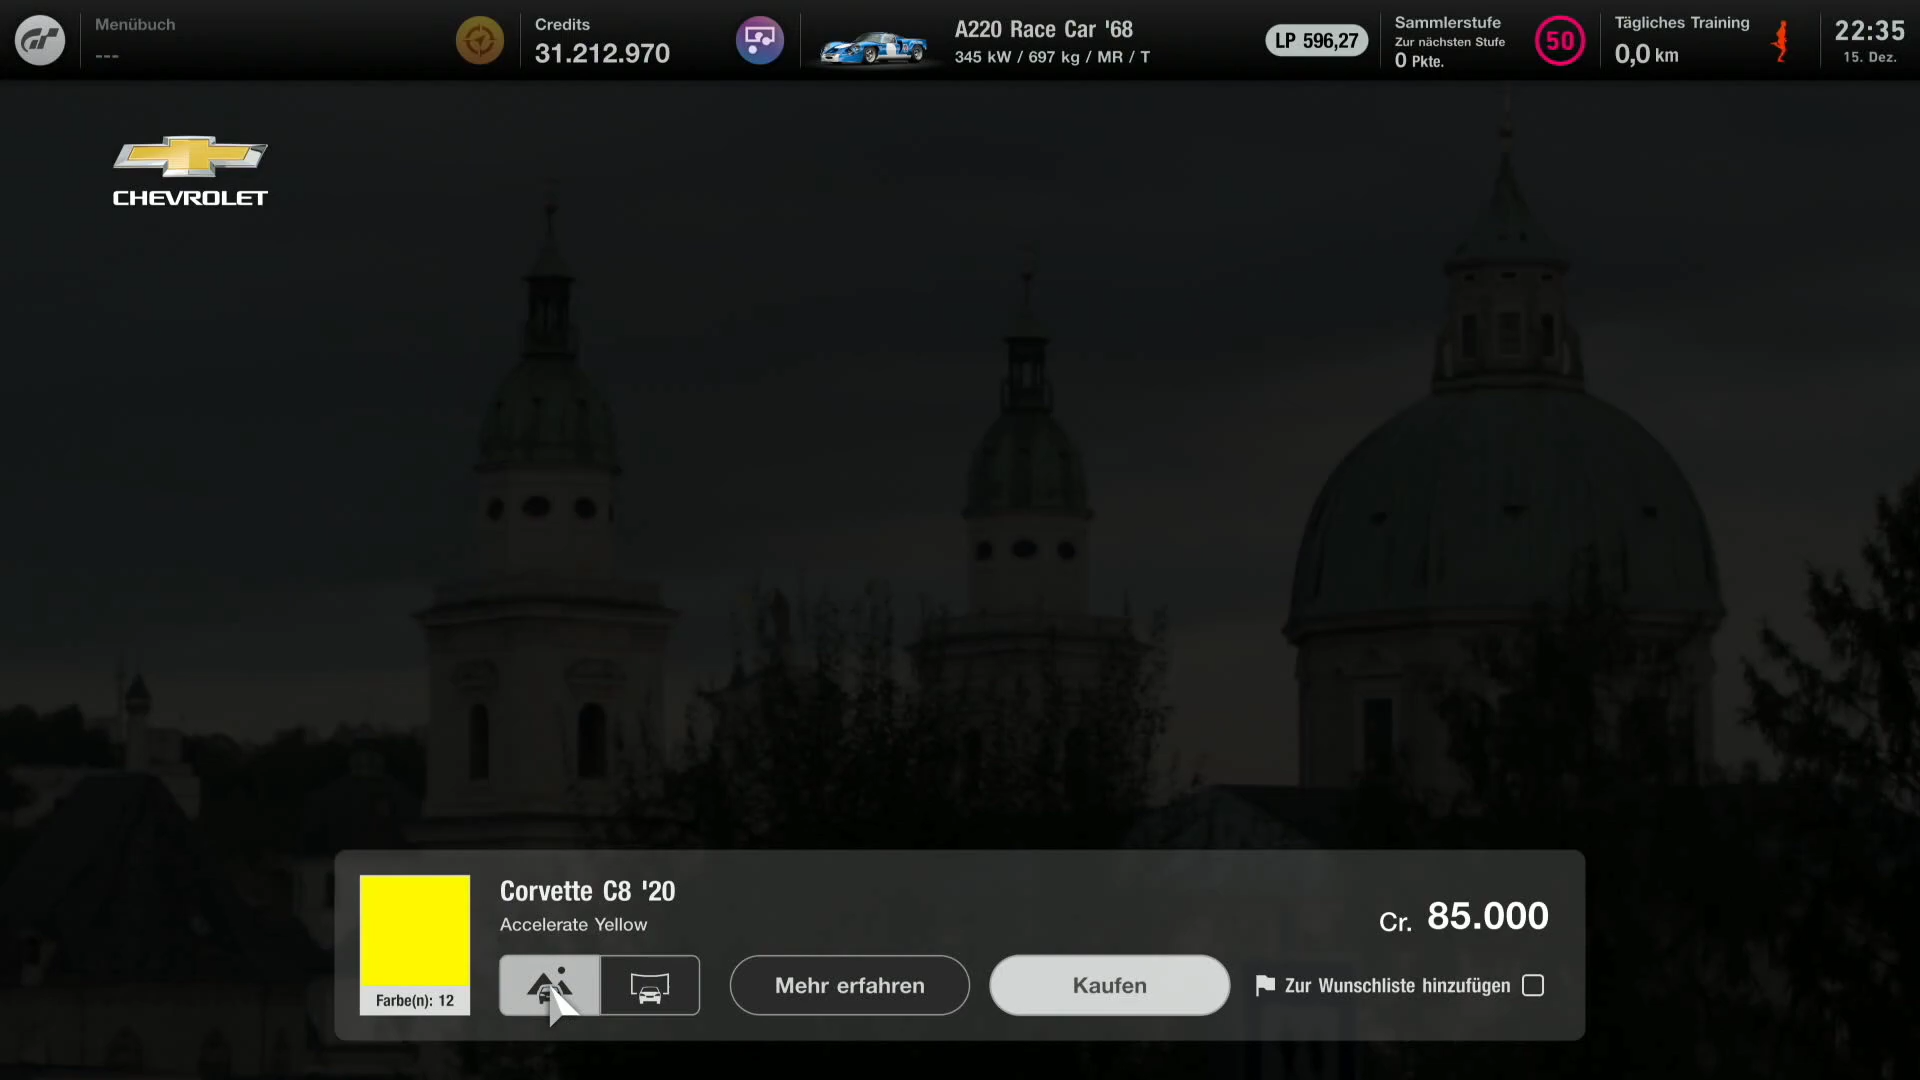 Menübuch
---
Credits
31.212.970
A220 Race Car '68
345 kW / 697 kg / MR / T
LP 596,27
Sammlerstufe
Zur nächsten Stufe
0 Pkte.
50
Tägliches Training
0,0 km
22:35
15. Dez.
CHEVROLET
Corvette C8 '20
Accelerate Yellow
Cr. 85.000
Farbe(n): 12
Mehr erfahren
Kaufen
Zur Wunschliste hinzufügen